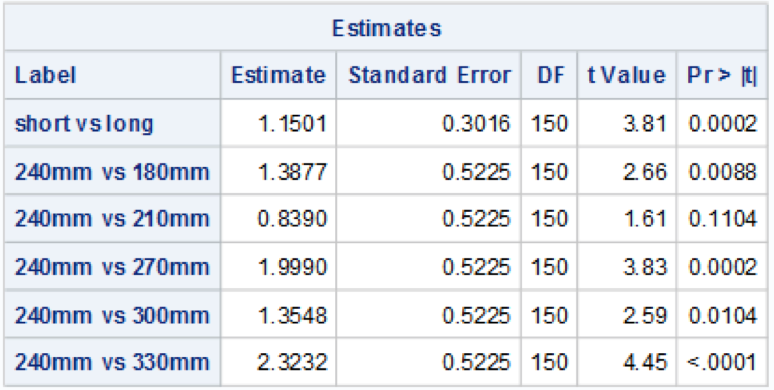 Estimates
Label Estimate Standard Error DF t Value Pr > |t|
short vs long 1.1501 0.3016 150 3.81 0.0002
240mm vs 180mm 1.3877 0.5225 150 2.66 0.0088
240mm vs 210mm 0.8390 0.5225 150 1.61 0.1104
240mm vs 270mm 1.9990 0.5225 150 3.83 0.0002
240mm vs 300mm 1.3548 0.5225 150 2.59 0.0104
240mm vs 330mm 2.3232 0.5225 150 4.45 <.0001